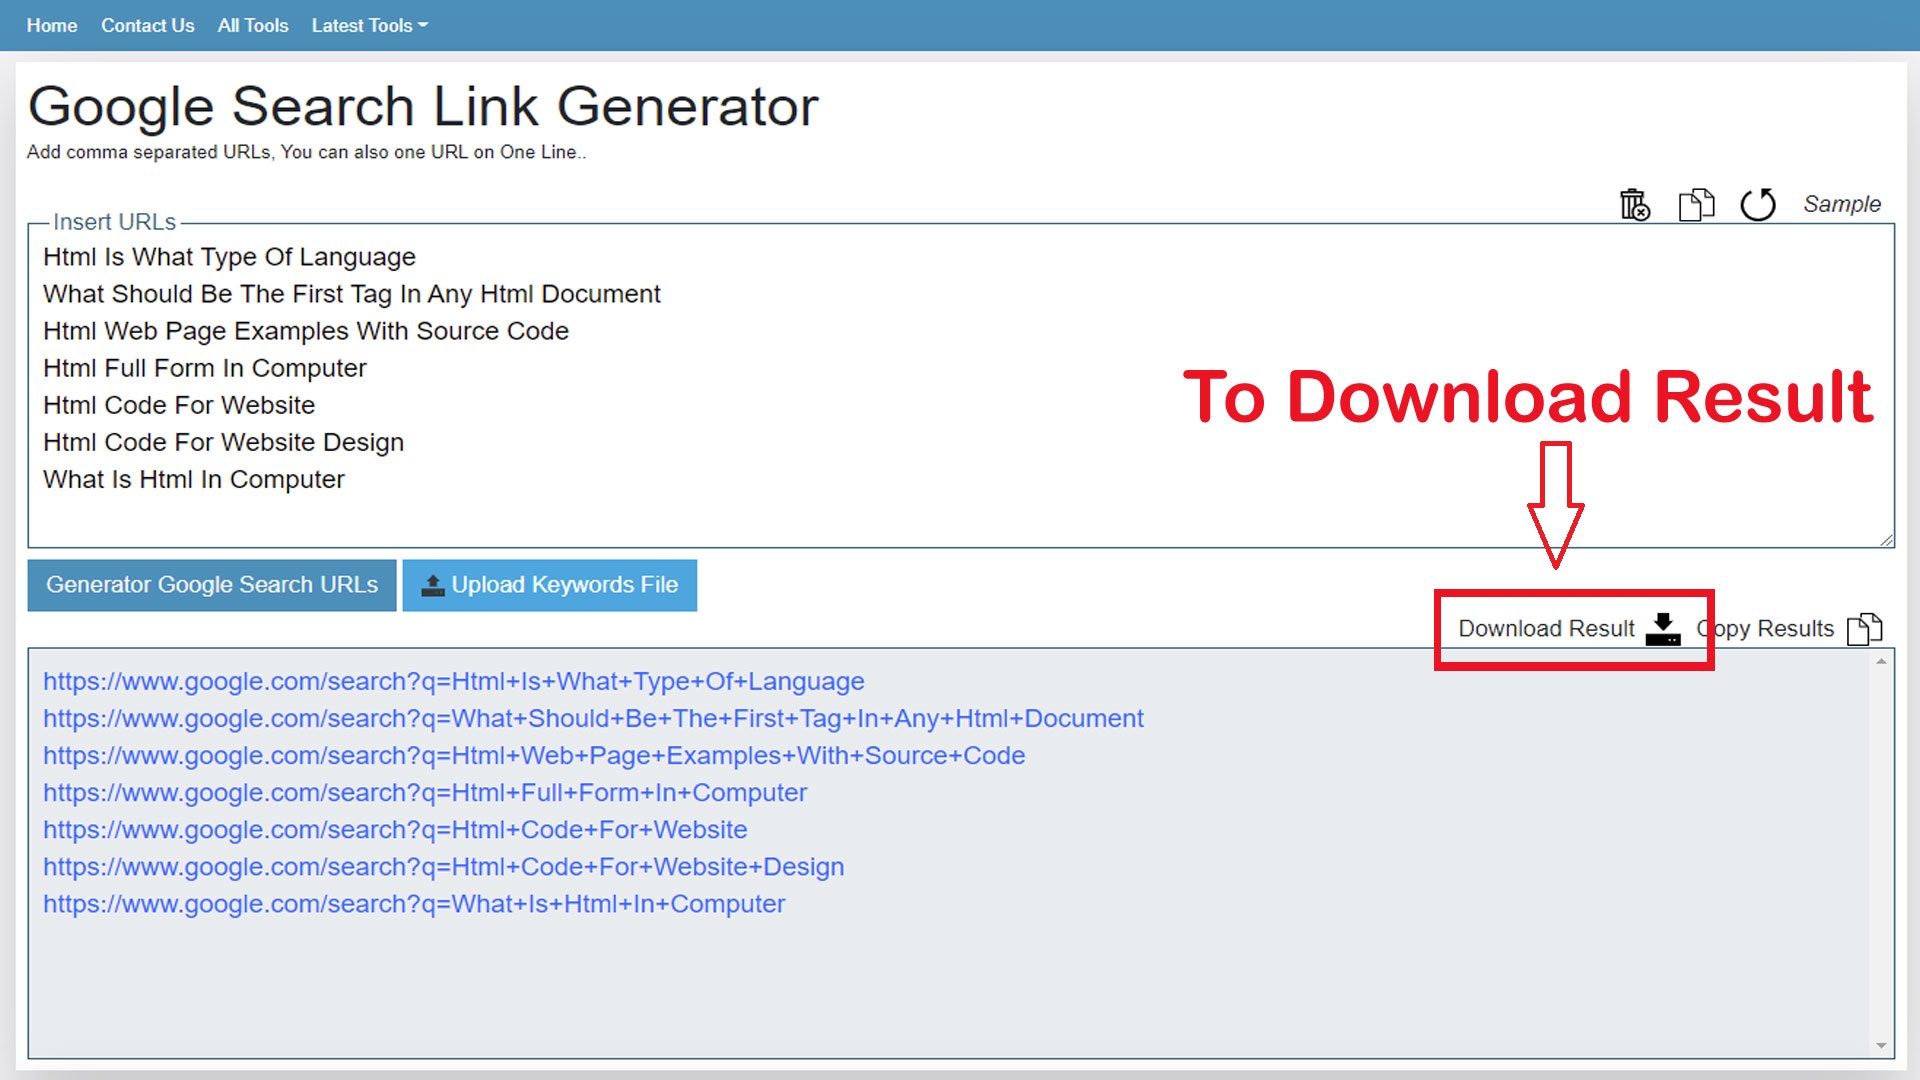 Home Contact Us All Tools Latest Tools
Google Search Link Generator
Add comma separated URLs, You can also one URL on One Line..
Sample
Insert URLs
Html Is What Type Of Language
What Should Be The First Tag In Any Html Document
Html Web Page Examples With Source Code
Html Full Form In Computer
Html Code For Website
Html Code For Website Design
What Is Html In Computer
To Download Result
Generator Google Search URLs Upload Keywords File
Download Result Copy Results
https://www.google.com/search?q=Html+Is+What+Type+Of+Language
https://www.google.com/search?q=What+Should+Be+The+First+Tag+In+Any+Html+Document
https://www.google.com/search?q=Html+Web+Page+Examples+With+Source+Code
https://www.google.com/search?q=Html+Full+Form+In+Computer
https://www.google.com/search?q=Html+Code+For+Website
https://www.google.com/search?q=Html+Code+For+Website+Design
https://www.google.com/search?q=What+Is+Html+In+Computer